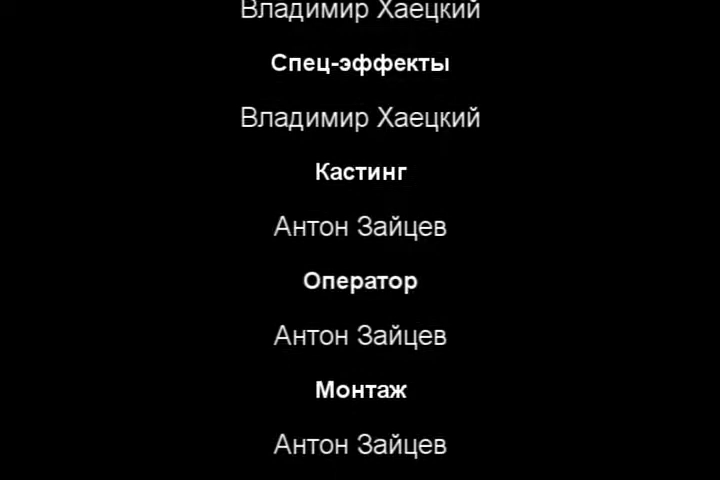 Владимир Хаецкий
Спец-эффекты
Владимир Хаецкий
Кастинг
Антон Зайцев
Оператор
Антон Зайцев
Монтаж
Антон Зайцев